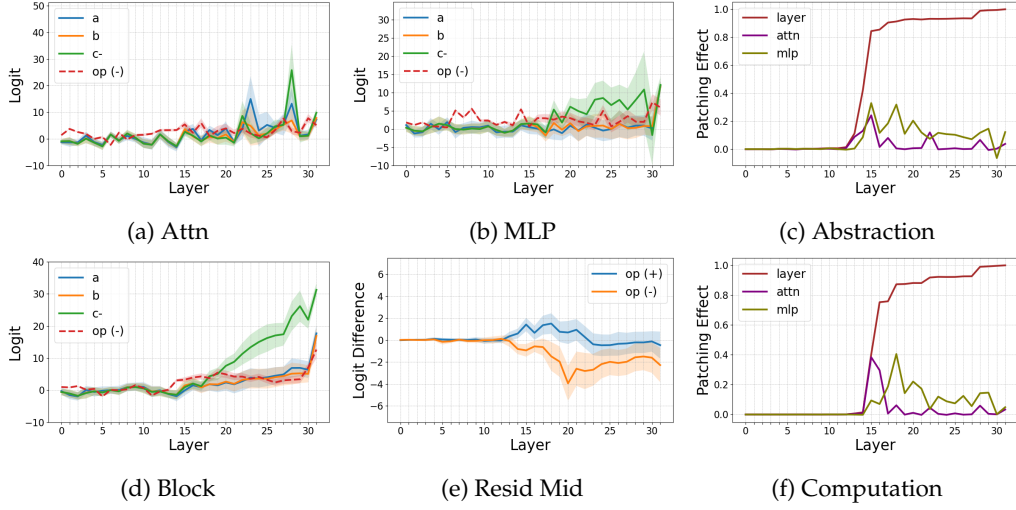 50
40
30
20
10
0
−10
Logit
a
b
c-
op (-)
0 5 10 15 20 25 30
Layer
(a) Attn
35
30
25
20
15
10
5
0
−5
−10
Logit
a
b
c-
op (-)
0 5 10 15 20 25 30
Layer
(b) MLP
1.0
0.8
0.6
0.4
0.2
0.0
Patching Effect
layer
attn
mlp
0 5 10 15 20 25 30
Layer
(c) Abstraction
40
30
20
10
0
−10
Logit
a
b
c-
op (-)
0 5 10 15 20 25 30
Layer
(d) Block
6
4
2
0
−2
−4
−6
Logit Difference
op (+)
op (-)
0 5 10 15 20 25 30
Layer
(e) Resid Mid
1.0
0.8
0.6
0.4
0.2
0.0
Patching Effect
layer
attn
mlp
0 5 10 15 20 25 30
Layer
(f) Computation